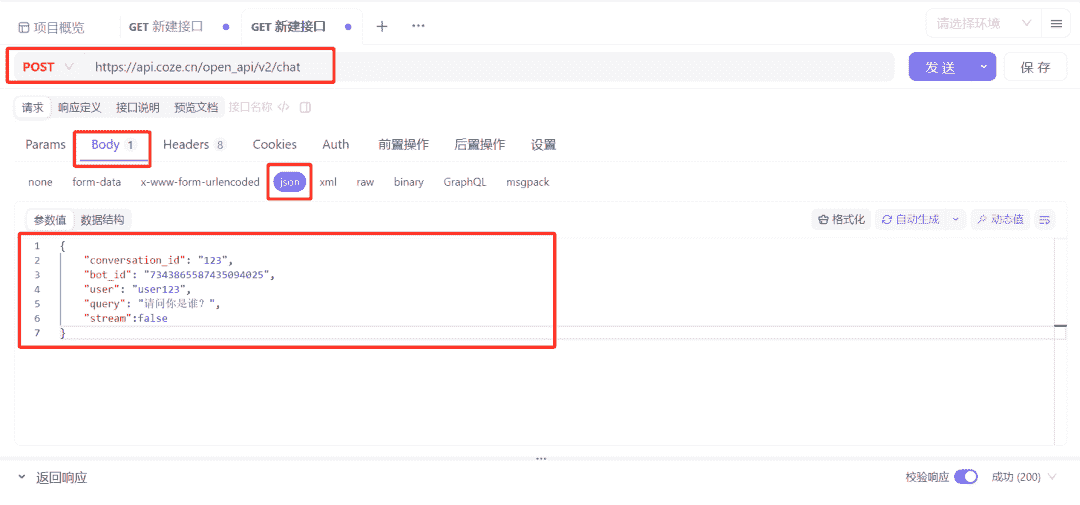 项目概览 GET 新建接口 GET 新建接口 请选择环境
POST https://api.coze.cn/open_api/v2/chat 发 送 保 存
请求 响应定义 接口说明 预览文档 接口名称
Params Body 1 Headers 8 Cookies Auth 前置操作 后置操作 设置
none form-data x-www-form-urlencoded json xml raw binary GraphQL msgpack
参数值 数据结构 格式化 自动生成 动态值
1 {
2 "conversation_id": "123",
3 "bot_id": "7343865587435094025",
4 "user": "user123",
5 "query": "请问你是谁？",
6 "stream":false
7 }
返回响应 校验响应 成功 (200)